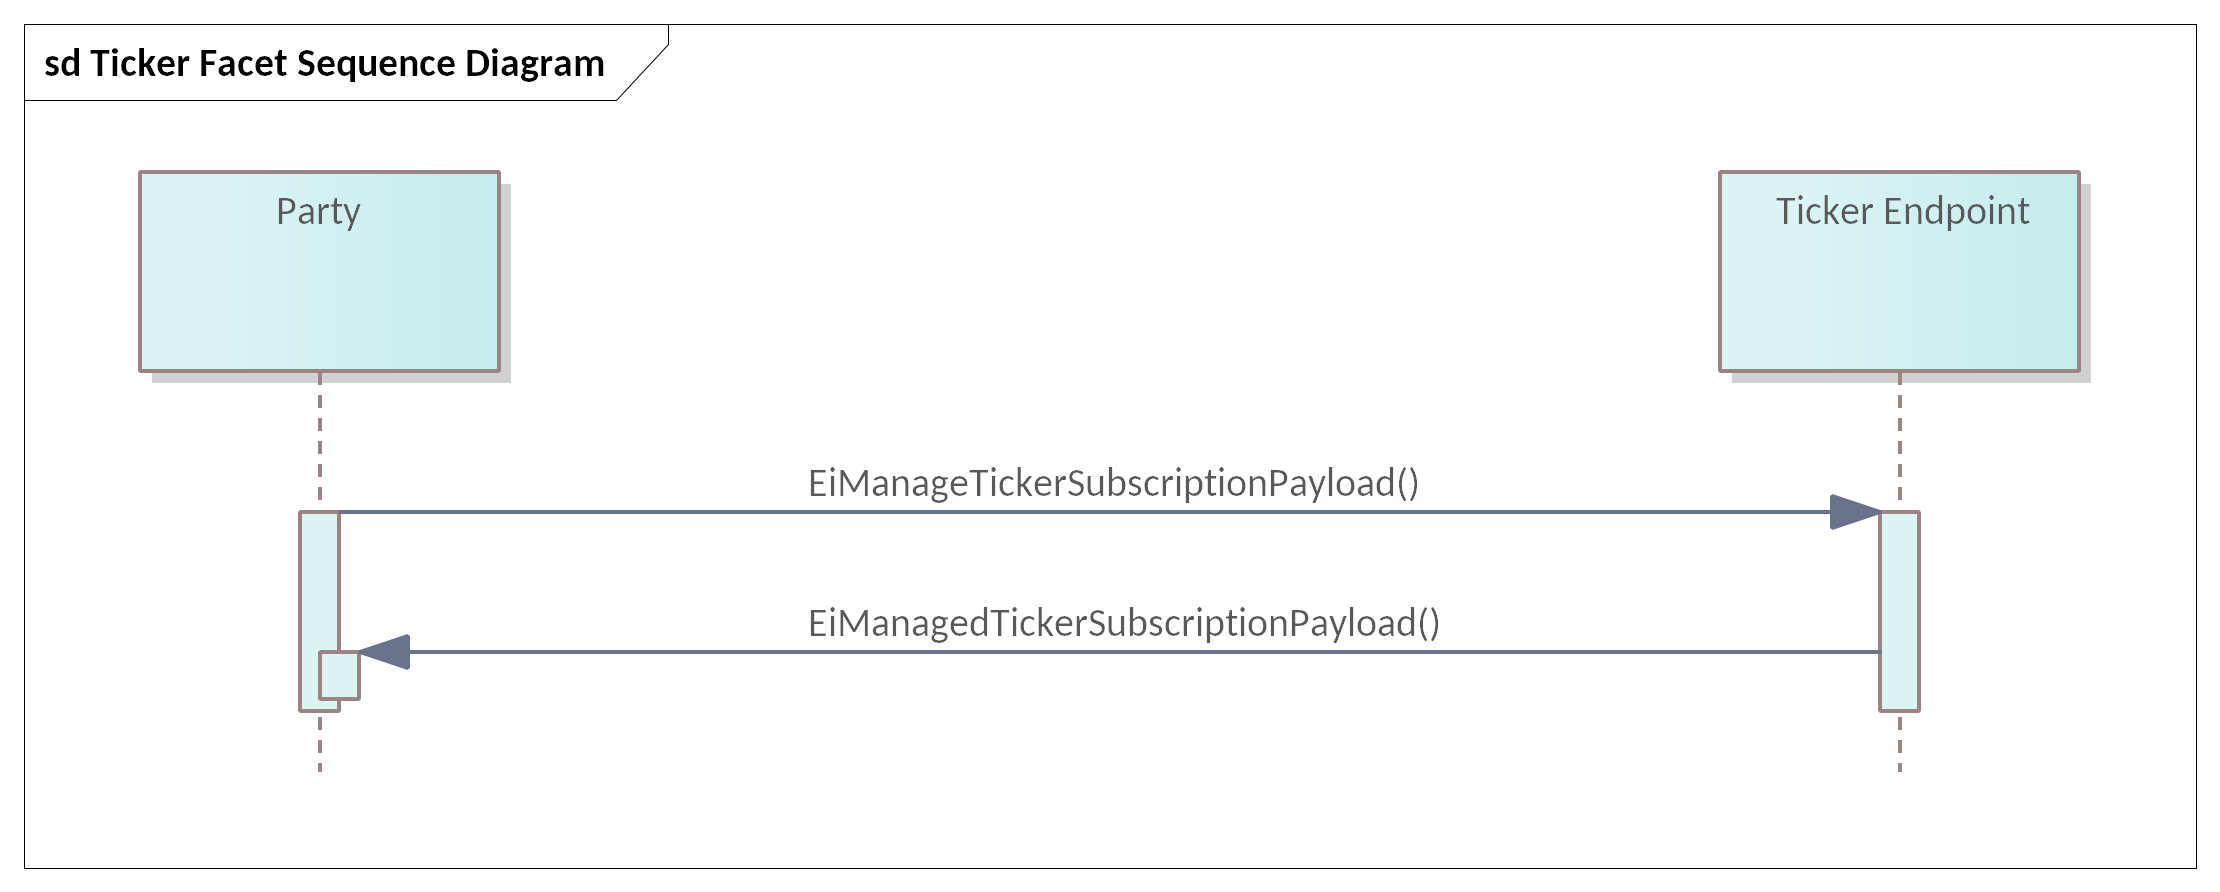 sd Ticker Facet Sequence Diagram
Party
Ticker Endpoint
EiManageTickerSubscriptionPayload()
EiManagedTickerSubscriptionPayload()